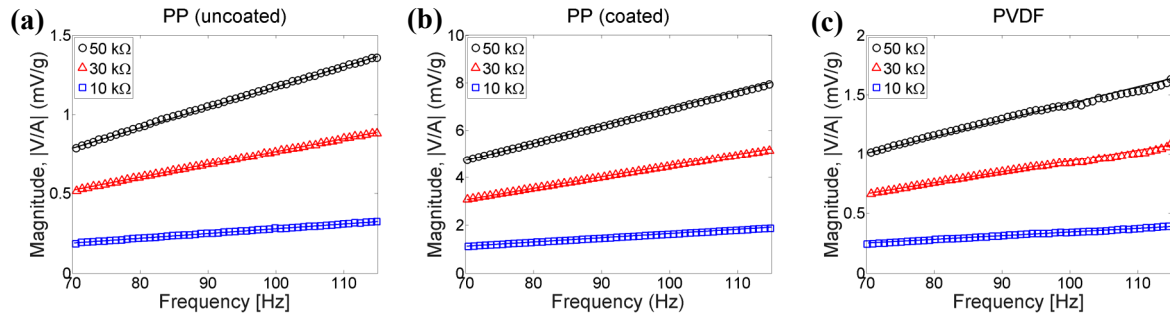 (a) PP (uncoated)
Magnitude, |V/A| (mV/g)
1.5
1
0.5
0
50 kΩ
30 kΩ
10 kΩ
70 80 90 100 110
Frequency [Hz]
(b) PP (coated)
Magnitude, |V/A| (mV/g)
10
8
6
4
2
0
50 kΩ
30 kΩ
10 kΩ
70 80 90 100 110
Frequency (Hz)
(c) PVDF
Magnitude, |V/A| (mV/g)
2
1.5
1
0.5
0
50 kΩ
30 kΩ
10 kΩ
70 80 90 100 110
Frequency [Hz]